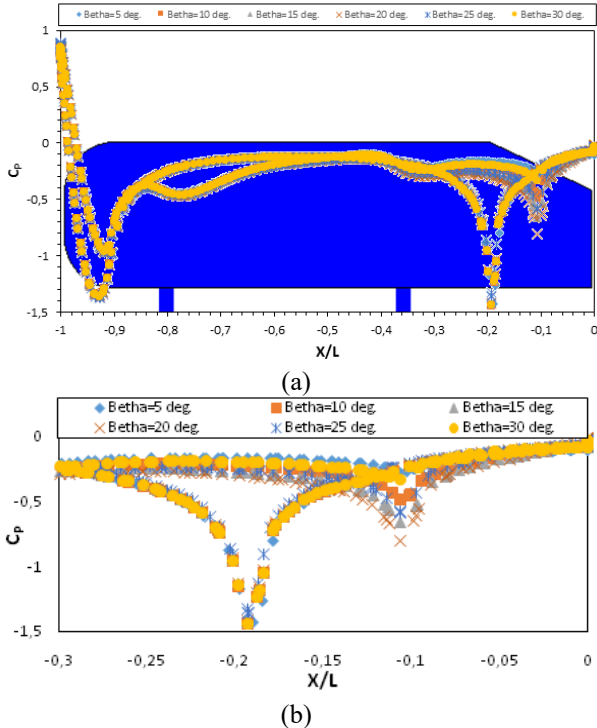 Betha=5 deg. Betha=10 deg. Betha=15 deg. Betha=20 deg. Betha=25 deg. Betha=30 deg.
1
0,5
0
-0,5
-1
-1,5
CP
-1 -0,9 -0,8 -0,7 -0,6 -0,5 -0,4 -0,3 -0,2 -0,1 0
X/L
(a)
Betha=5 deg. Betha=10 deg. Betha=15 deg.
Betha=20 deg. Betha=25 deg. Betha=30 deg.
0
-0,5
-1
-1,5
CP
-0,3 -0,25 -0,2 -0,15 -0,1 -0,05 0
X/L
(b)